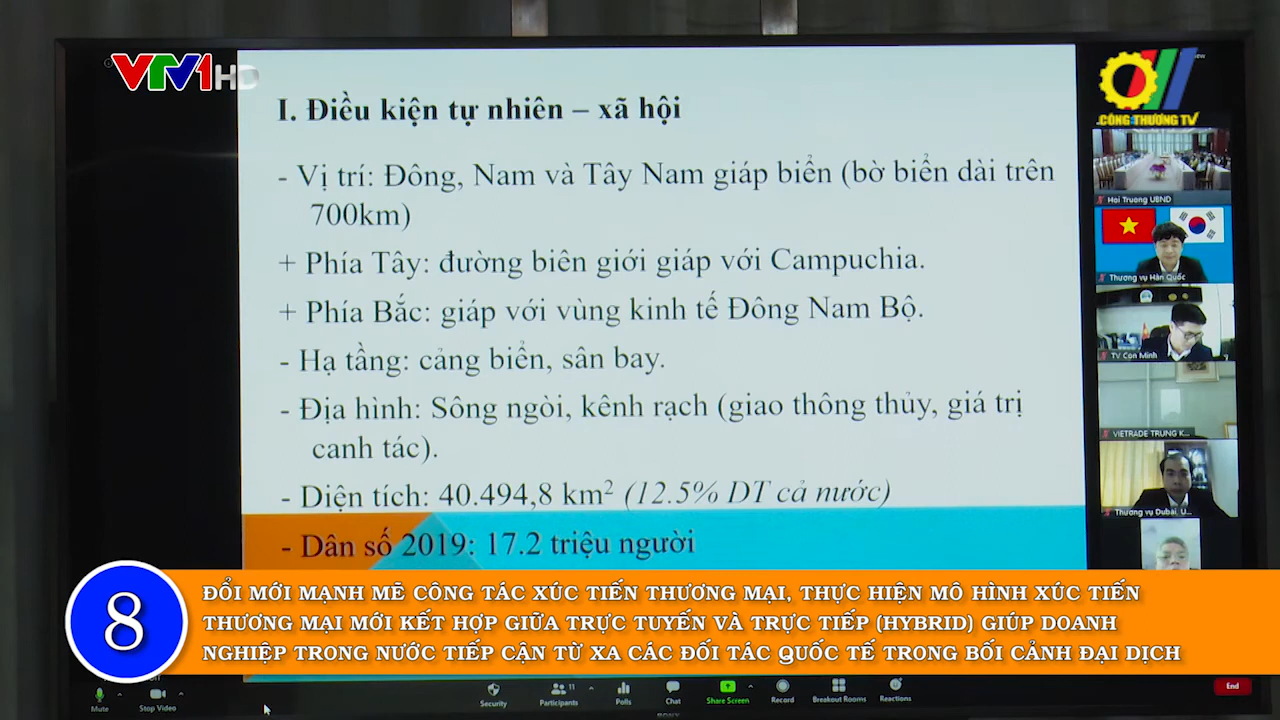 VTV1 HD
CÔNG THƯƠNG TV
I. Điều kiện tự nhiên – xã hội
- Vị trí: Đông, Nam và Tây Nam giáp biển (bờ biển dài trên
700km)
+ Phía Tây: đường biên giới giáp với Campuchia.
+ Phía Bắc: giáp với vùng kinh tế Đông Nam Bộ.
- Hạ tầng: cảng biển, sân bay.
- Địa hình: Sông ngòi, kênh rạch (giao thông thủy, giá trị
canh tác).
- Diện tích: 40.494,8 km² (12.5% DT cả nước)
- Dân số 2019: 17.2 triệu người
Hoi Truong UBND
Thương vụ Hàn Quốc
TV Con Minh
VIETRADE TRUNG K...
Thương vụ Dubai, U...
8
ĐỔI MỚI MẠNH MẼ CÔNG TÁC XÚC TIẾN THƯƠNG MẠI, THỰC HIỆN MÔ HÌNH XÚC TIẾN
THƯƠNG MẠI MỚI KẾT HỢP GIỮA TRỰC TUYẾN VÀ TRỰC TIẾP (HYBRID) GIÚP DOANH
NGHIỆP TRONG NƯỚC TIẾP CẬN TỪ XA CÁC ĐỐI TÁC QUỐC TẾ TRONG BỐI CẢNH ĐẠI DỊCH
Mute
Stop Video
Security
Participants
11
Polls
Chat
Share Screen
Record
Breakout Rooms
Reactions
End
SONY